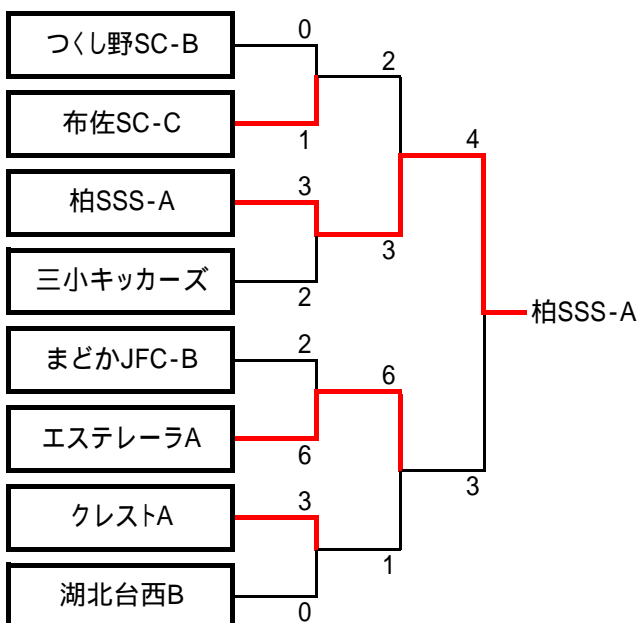 つくし野SC-B
0
2
布佐SC-C
1
4
柏SSS-A
3
3
三小キッカーズ
2
柏SSS-A
まどかJFC-B
2
6
エステレーラA
6
3
クレストA
3
1
湖北台西B
0